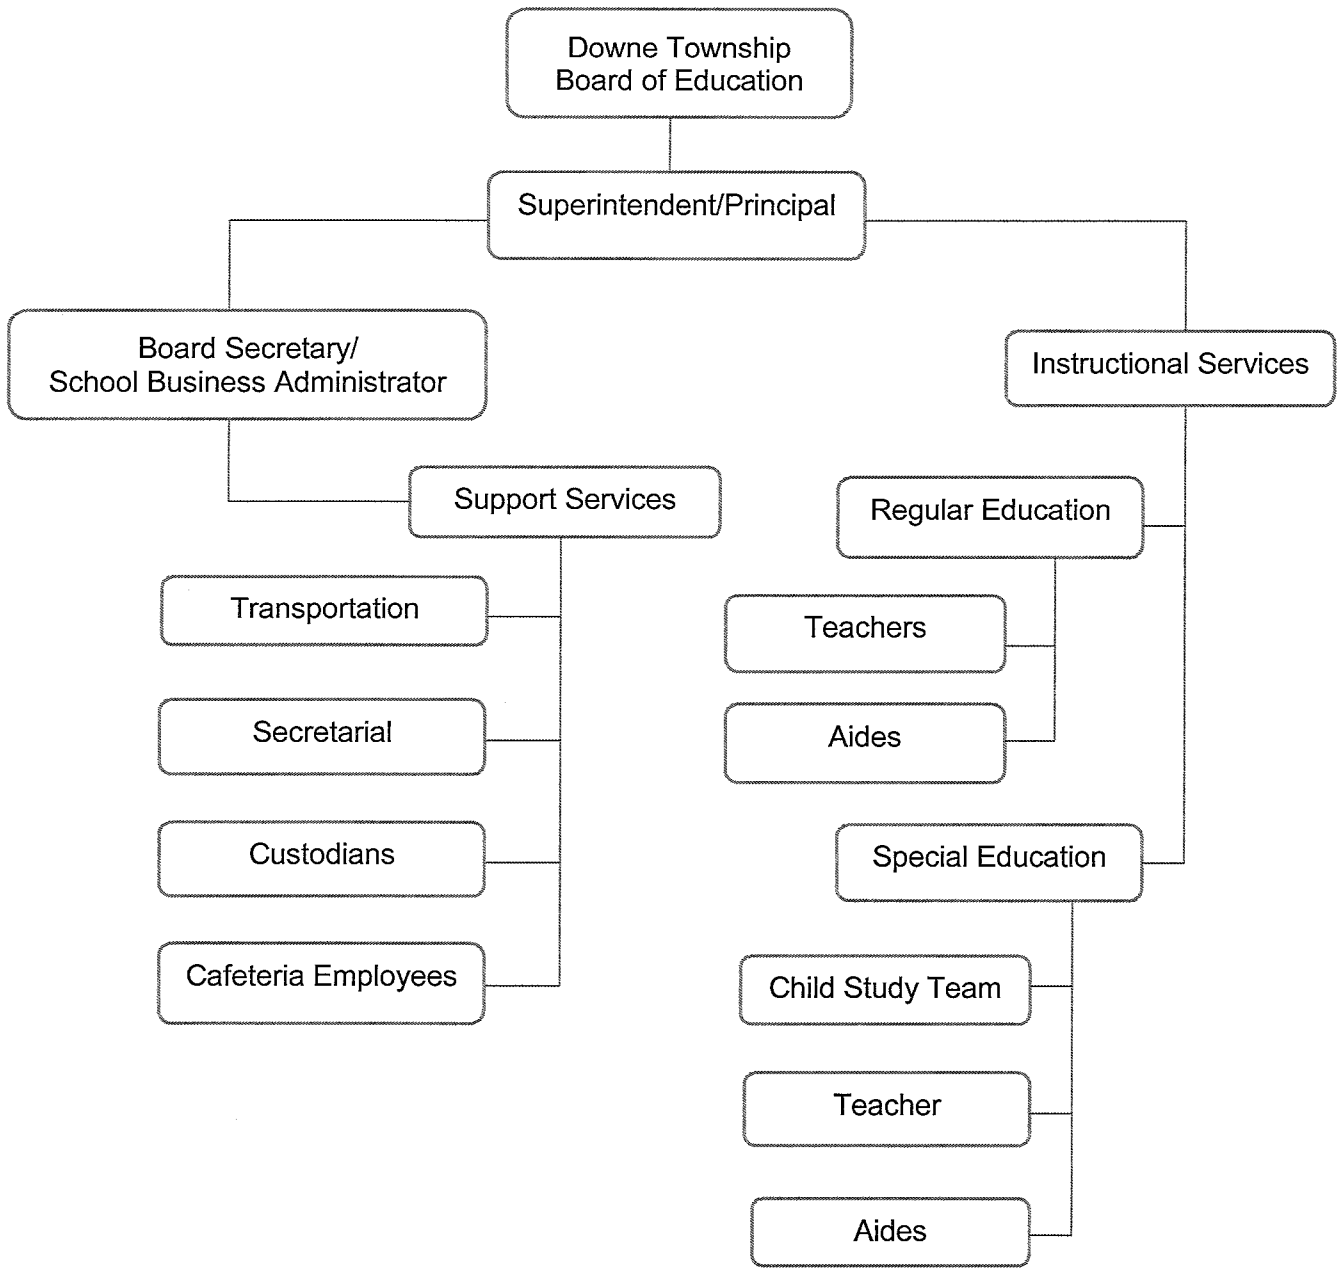 Downe Township
Board of Education
Superintendent/Principal
Board Secretary/
School Business Administrator
Instructional Services
Support Services
Regular Education
Transportation
Teachers
Secretarial
Aides
Custodians
Special Education
Cafeteria Employees
Child Study Team
Teacher
Aides